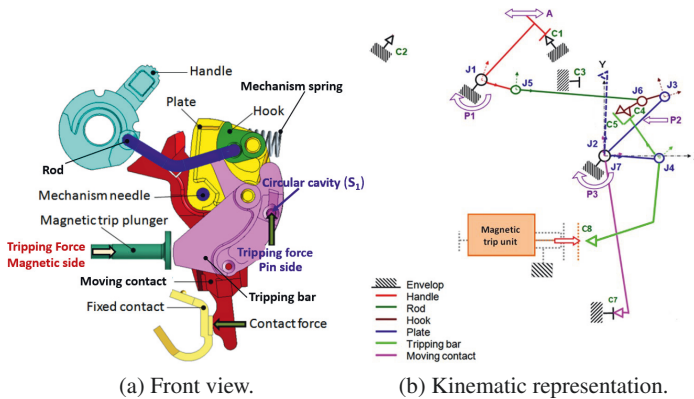 Handle
Mechanism spring
Plate
Hook
Rod
Circular cavity (S1)
Mechanism needle
Magnetic trip plunger
Tripping Force
Magnetic side
Tripping force
Pin side
Moving contact
Tripping bar
Fixed contact
Contact force
(a) Front view.
A
C1
C2
J1
J5
C3
Y
J6
J3
C4
C5
P1
P2
J2
J7
J4
P3
Magnetic
trip unit
C8
C7
Envelop
Handle
Rod
Hook
Plate
Tripping bar
Moving contact
(b) Kinematic representation.